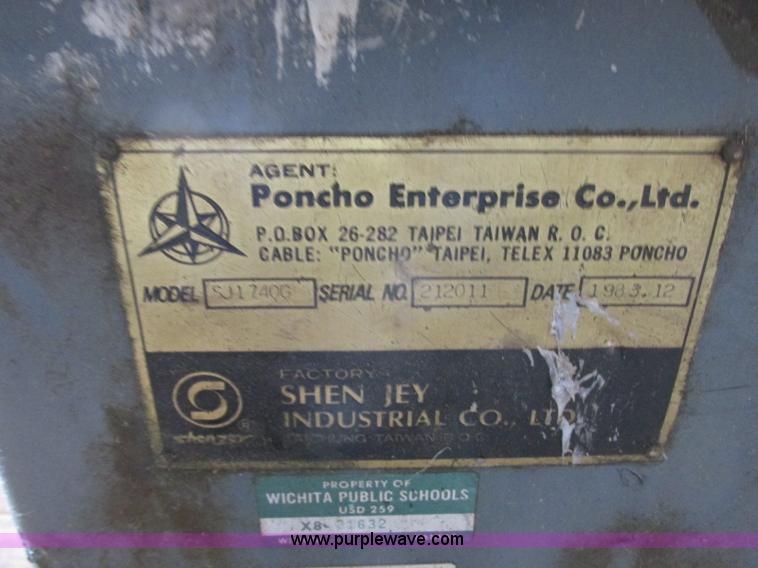 AGENT:
Poncho Enterprise Co.,Ltd.
P.O.BOX 26-282 TAIPEI TAIWAN R. O. C.
CABLE: "PONCHO" TAIPEI, TELEX 11083 PONCHO
MODEL SJ1740G SERIAL NO. 212011 DATE 1983.12
FACTORY:
SHEN JEY
INDUSTRIAL CO., LTD
TAICHUNG TAIWAN R.O.C.
PROPERTY OF
WICHITA PUBLIC SCHOOLS
USD 259
www.purplewave.com